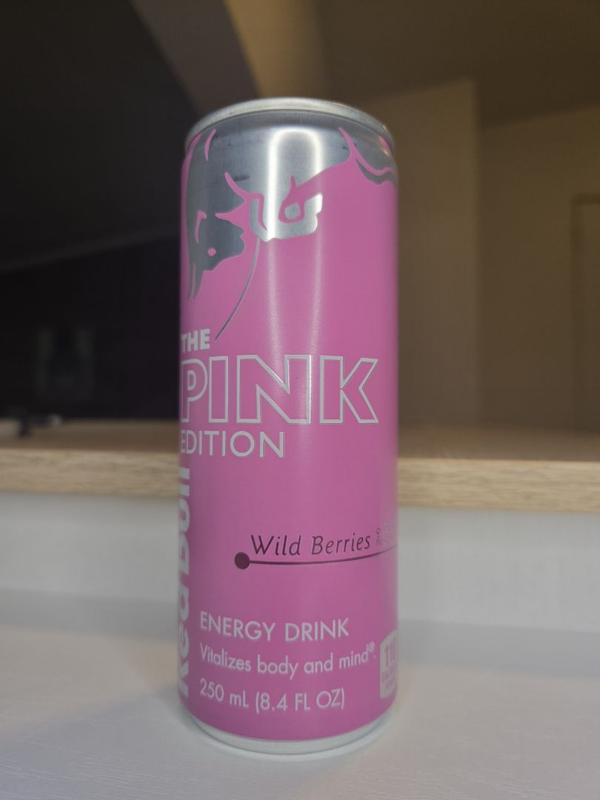 THE
PINK
EDITION
Red Bull
Wild Berries
ENERGY DRINK
Vitalizes body and mind®.
250 mL (8.4 FL OZ)